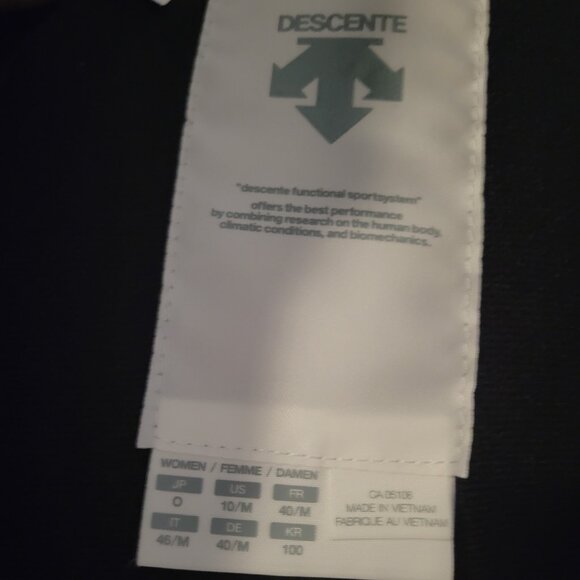 DESCENTE
"descente functional sportsystem"
offers the best performance
by combining research on the human body,
climatic conditions, and biomechanics.
WOMEN / FEMME / DAMEN
JP US FR
O 10/M 40/M
IT DE KR
46/M 40/M 100
CA 05106
MADE IN VIETNAM
FABRIQUE AU VIETNAM